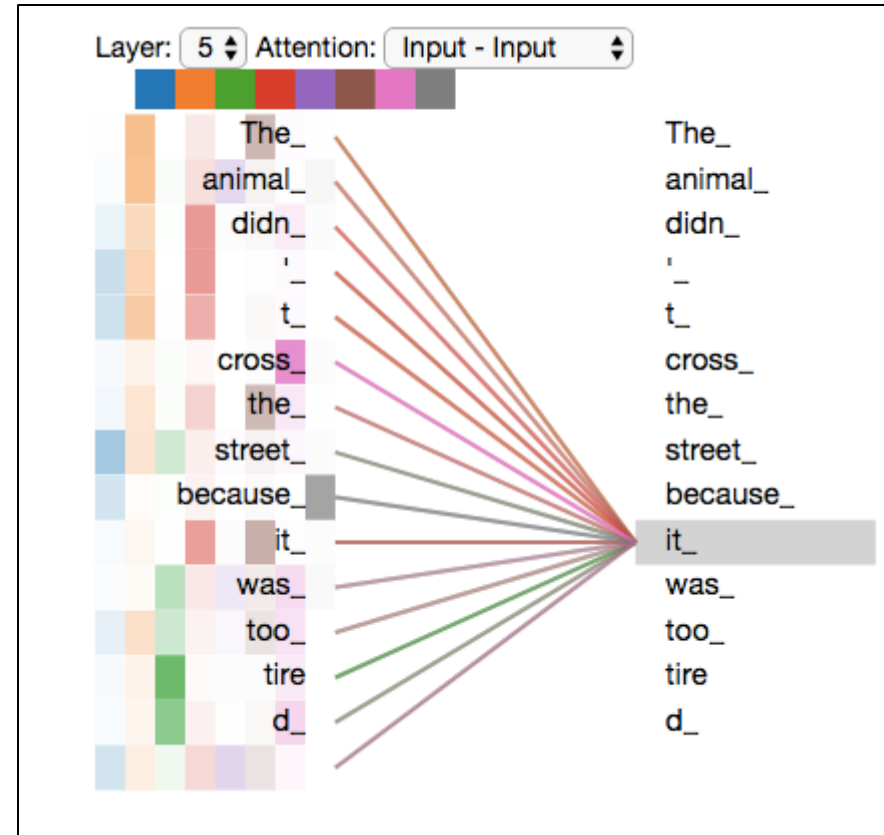 Layer: 5 Attention: Input - Input
The_ The_
animal_ animal_
didn_ didn_
'_ '_
t_ t_
cross_ cross_
the_ the_
street_ street_
because_ because_
it_ it_
was_ was_
too_ too_
tire tire
d_ d_